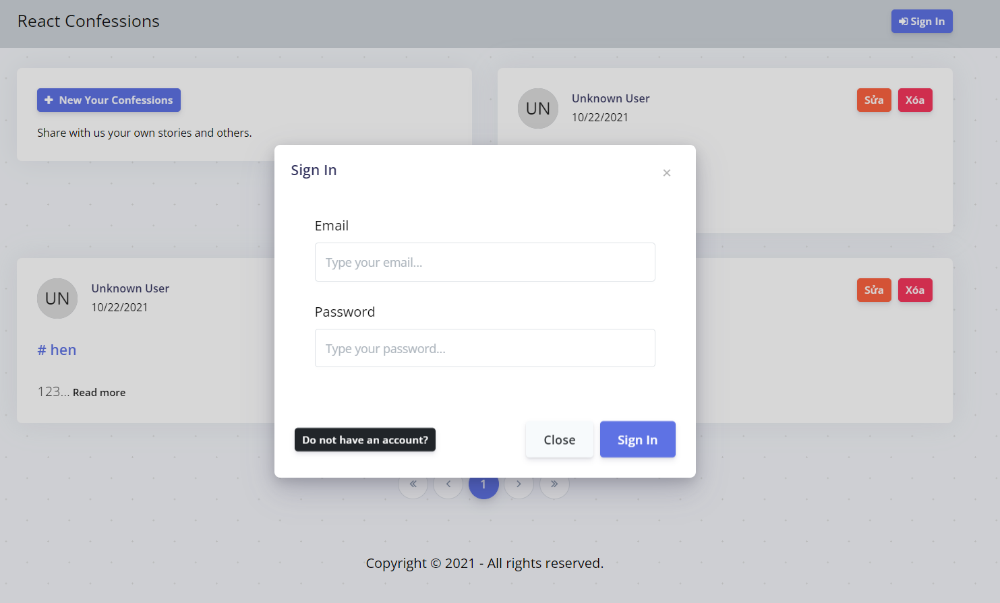 React Confessions
Sign In
New Your Confessions
Share with us your own stories and others.
UN
Unknown User
10/22/2021
Sửa
Xóa
Sign In
×
Email
Type your email...
Password
Type your password...
Do not have an account?
Close
Sign In
UN
Unknown User
10/22/2021
# hen
123... Read more
Sửa
Xóa
« ‹ 1 › »
Copyright © 2021 - All rights reserved.